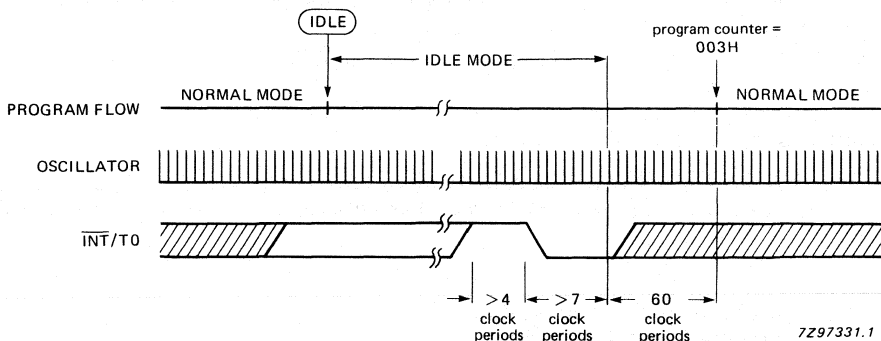 IDLE
program counter =
003H
IDLE MODE
NORMAL MODE
NORMAL MODE
PROGRAM FLOW
OSCILLATOR
INT/T0
>4
clock
periods
>7
clock
periods
60
clock
periods
7Z97331.1